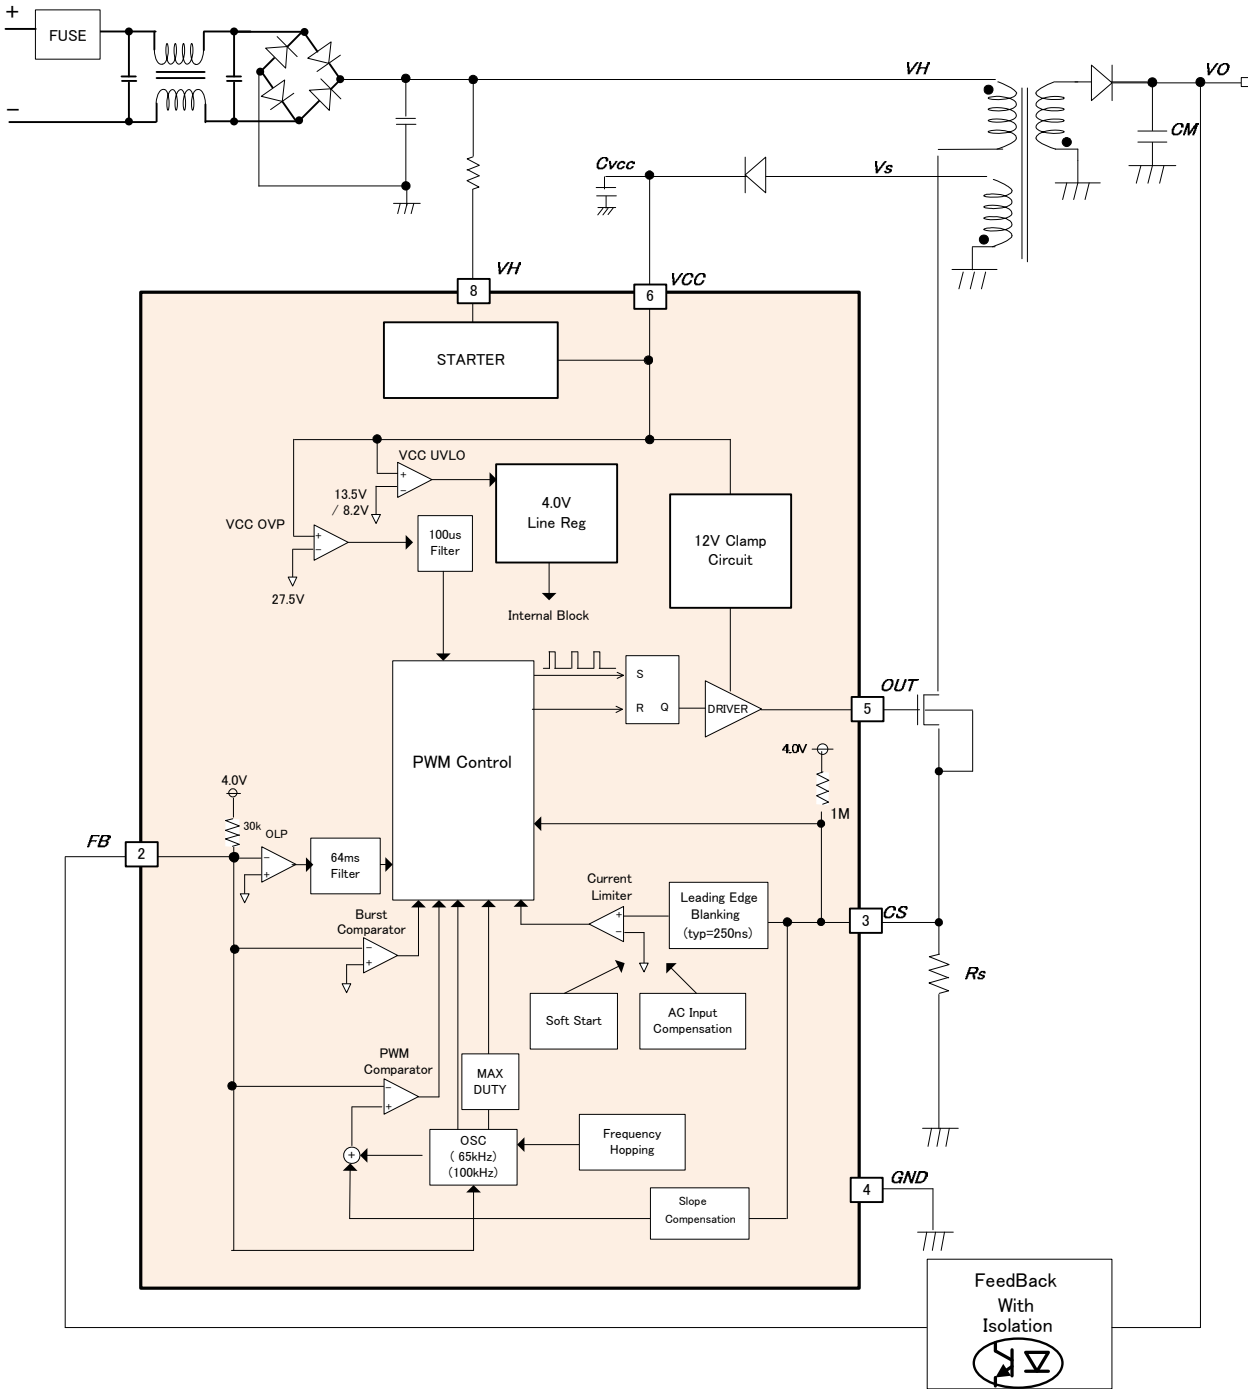 +
FUSE
−
VH
VO
CM
Cvcc
Vs
VH
VCC
8
6
STARTER
VCC UVLO
+
−
13.5V
/ 8.2V
4.0V
Line Reg
VCC OVP
+
−
27.5V
100us
Filter
12V Clamp
Circuit
Internal Block
S
R
Q
DRIVER
OUT
5
PWM Control
4.0V
1M
4.0V
30k
OLP
FB
2
−
+
64ms
Filter
Current
Limiter
+
−
Leading Edge
Blanking
(typ=250ns)
3
CS
Burst
Comparator
−
+
Rs
Soft Start
AC Input
Compensation
PWM
Comparator
−
+
MAX
DUTY
+
OSC
( 65kHz)
(100kHz)
Frequency
Hopping
4
GND
Slope
Compensation
FeedBack
With
Isolation